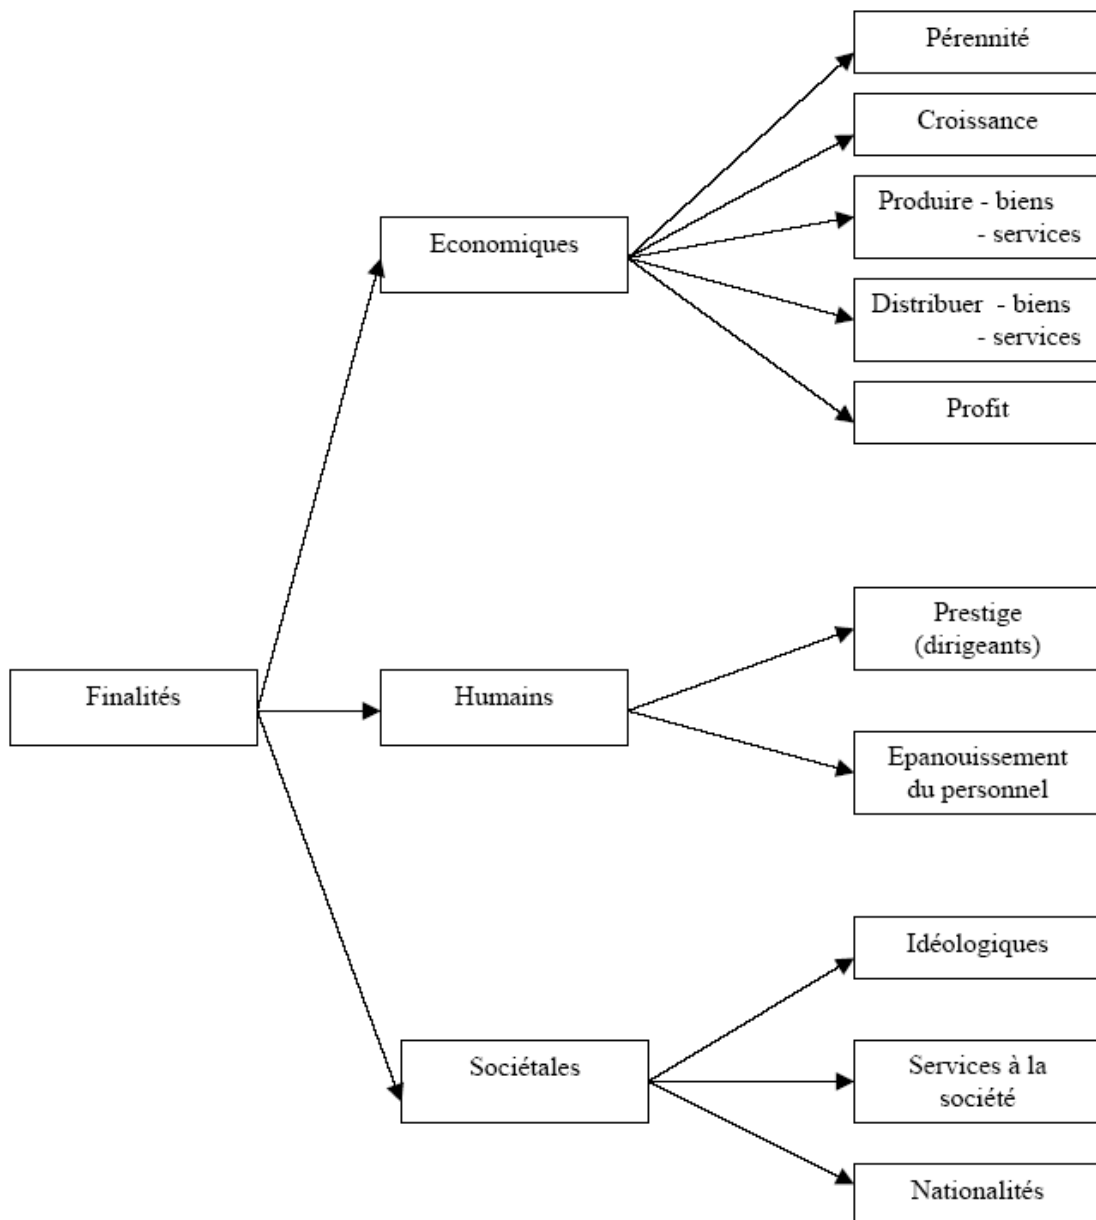 Pérennité
Croissance
Produire - biens
- services
Economiques
Distribuer - biens
- services
Profit
Prestige
(dirigeants)
Finalités
Humains
Epanouissement
du personnel
Idéologiques
Sociétales
Services à la
société
Nationalités